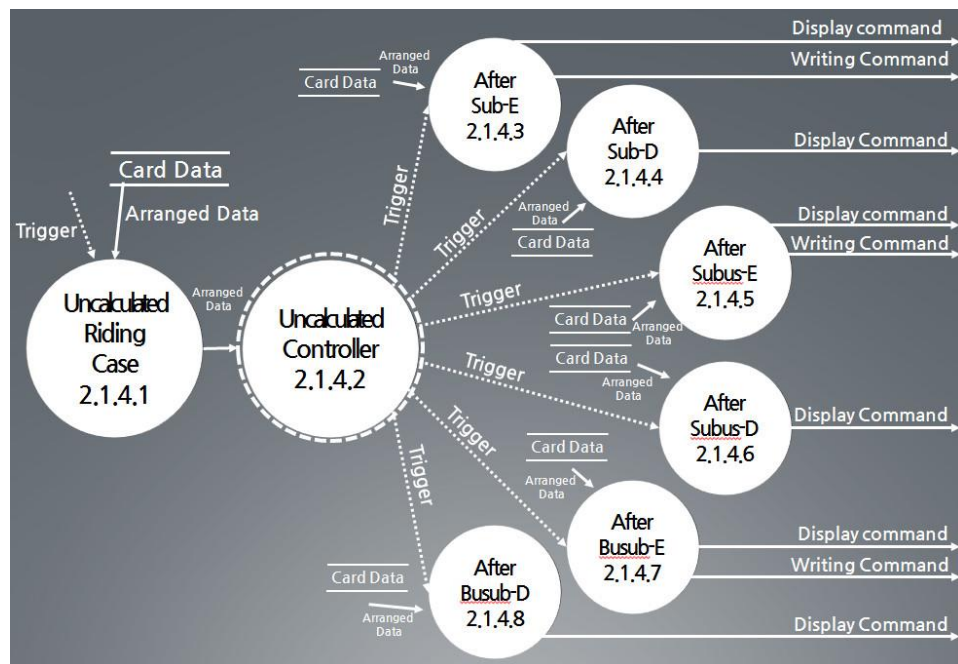 Display command
Writing Command
Arranged
Data
Card Data
After
Sub-E
2.1.4.3
After
Sub-D
2.1.4.4
Display Command
Card Data
Arranged Data
Trigger
Trigger
Trigger
Arranged
Data
Card Data
After
Subus-E
2.1.4.5
Display command
Writing Command
Uncalculated
Riding
Case
2.1.4.1
Arranged
Data
Uncalculated
Controller
2.1.4.2
Trigger
Card Data
Arranged
Data
Card Data
Arranged
Data
Trigger
After
Subus-D
2.1.4.6
Display Command
Trigger
Trigger
Card Data
Arranged
Data
After
Busub-E
2.1.4.7
Display command
Writing Command
Card Data
Arranged
Data
After
Busub-D
2.1.4.8
Display Command